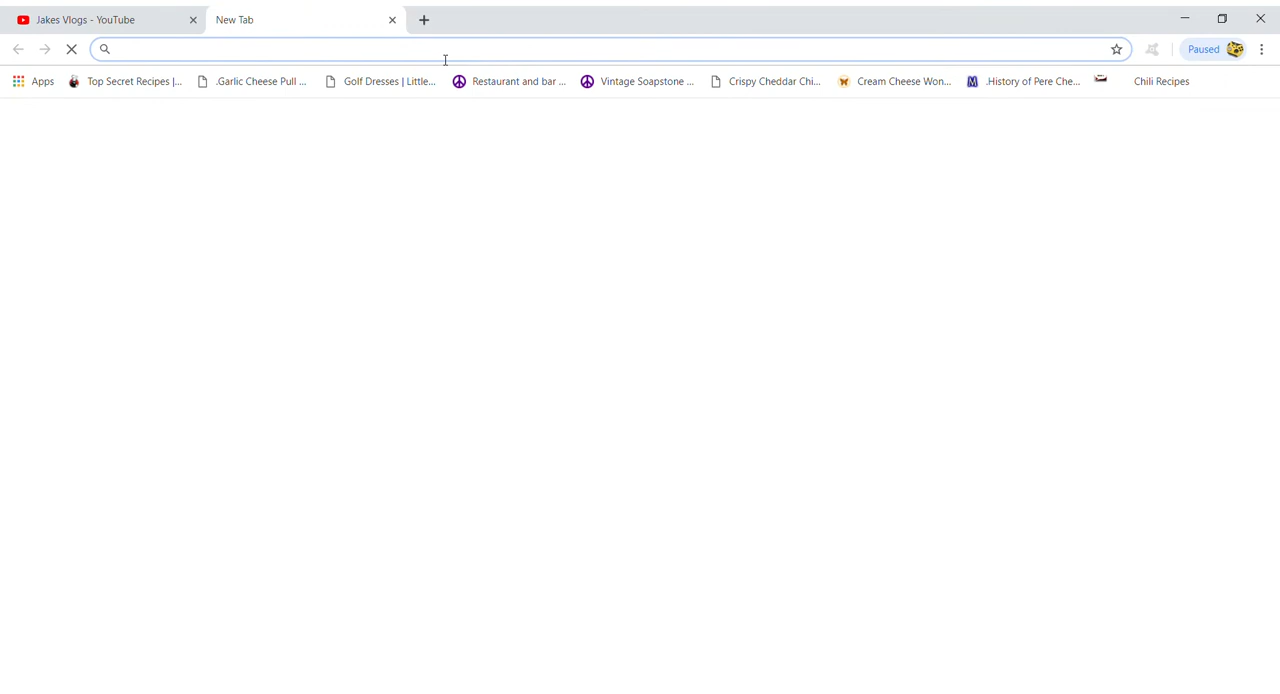 Jakes Vlogs - YouTube
New Tab
Paused
Apps
Top Secret Recipes |...
.Garlic Cheese Pull ...
Golf Dresses | Little...
Restaurant and bar ...
Vintage Soapstone ...
Crispy Cheddar Chi...
Cream Cheese Won...
.History of Pere Che...
Chili Recipes